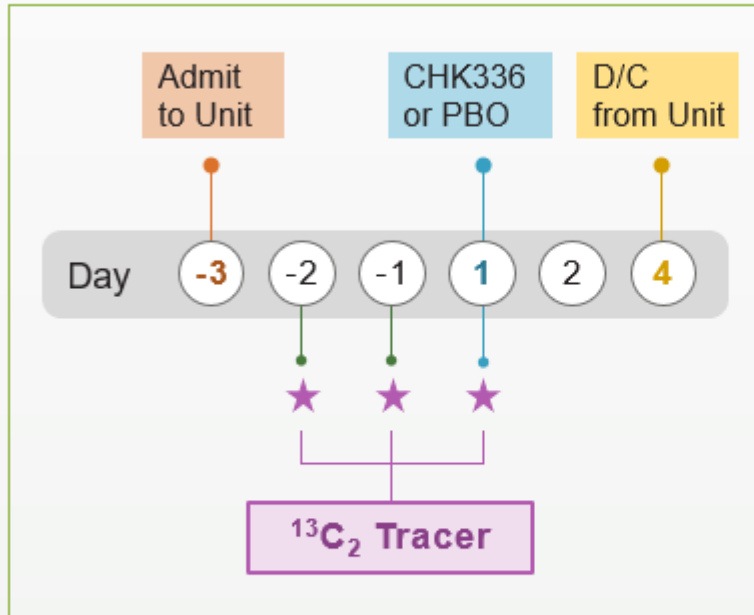 Admit
to Unit
CHK336
or PBO
D/C
from Unit
Day -3 -2 -1 1 2 4
¹³C₂ Tracer